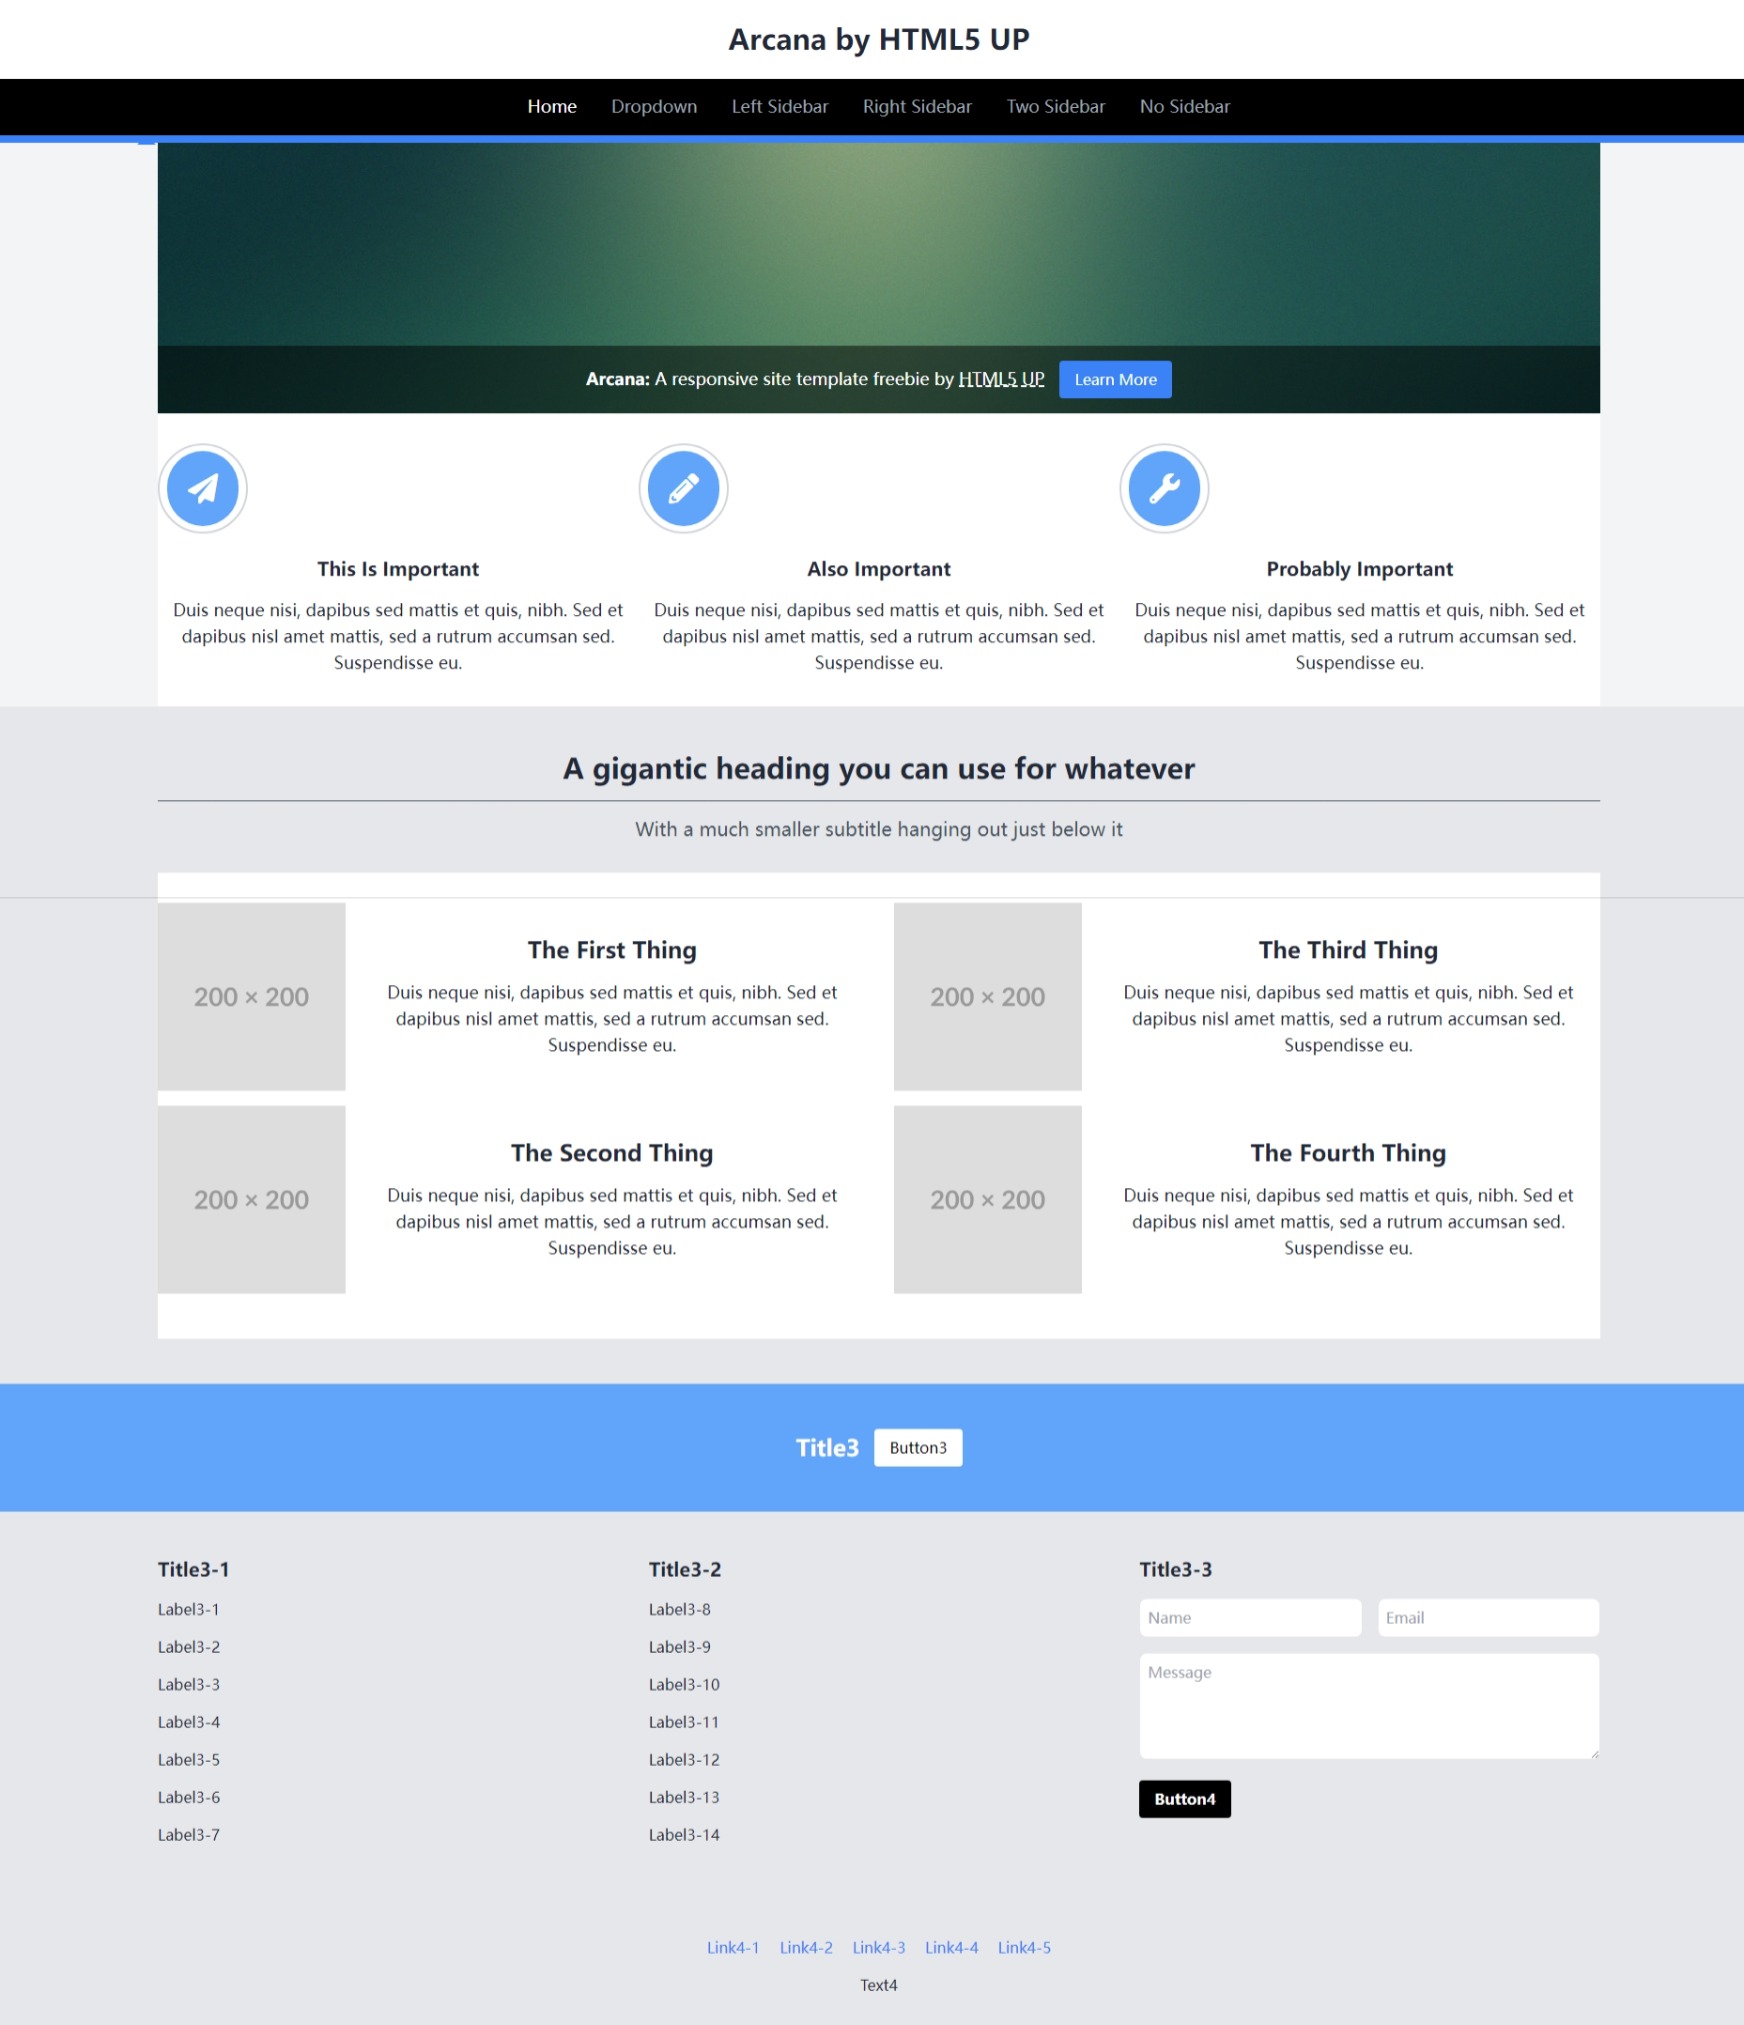 Arcana by HTML5 UP
Home Dropdown Left Sidebar Right Sidebar Two Sidebar No Sidebar
Arcana: A responsive site template freebie by HTML5 UP Learn More
This Is Important
Duis neque nisi, dapibus sed mattis et quis, nibh. Sed et
dapibus nisl amet mattis, sed a rutrum accumsan sed.
Suspendisse eu.
Also Important
Duis neque nisi, dapibus sed mattis et quis, nibh. Sed et
dapibus nisl amet mattis, sed a rutrum accumsan sed.
Suspendisse eu.
Probably Important
Duis neque nisi, dapibus sed mattis et quis, nibh. Sed et
dapibus nisl amet mattis, sed a rutrum accumsan sed.
Suspendisse eu.
A gigantic heading you can use for whatever
With a much smaller subtitle hanging out just below it
200 × 200
The First Thing
Duis neque nisi, dapibus sed mattis et quis, nibh. Sed et
dapibus nisl amet mattis, sed a rutrum accumsan sed.
Suspendisse eu.
200 × 200
The Third Thing
Duis neque nisi, dapibus sed mattis et quis, nibh. Sed et
dapibus nisl amet mattis, sed a rutrum accumsan sed.
Suspendisse eu.
200 × 200
The Second Thing
Duis neque nisi, dapibus sed mattis et quis, nibh. Sed et
dapibus nisl amet mattis, sed a rutrum accumsan sed.
Suspendisse eu.
200 × 200
The Fourth Thing
Duis neque nisi, dapibus sed mattis et quis, nibh. Sed et
dapibus nisl amet mattis, sed a rutrum accumsan sed.
Suspendisse eu.
Title3 Button3
Title3-1
Label3-1
Label3-2
Label3-3
Label3-4
Label3-5
Label3-6
Label3-7
Title3-2
Label3-8
Label3-9
Label3-10
Label3-11
Label3-12
Label3-13
Label3-14
Title3-3
Name Email
Message
Button4
Link4-1 Link4-2 Link4-3 Link4-4 Link4-5
Text4